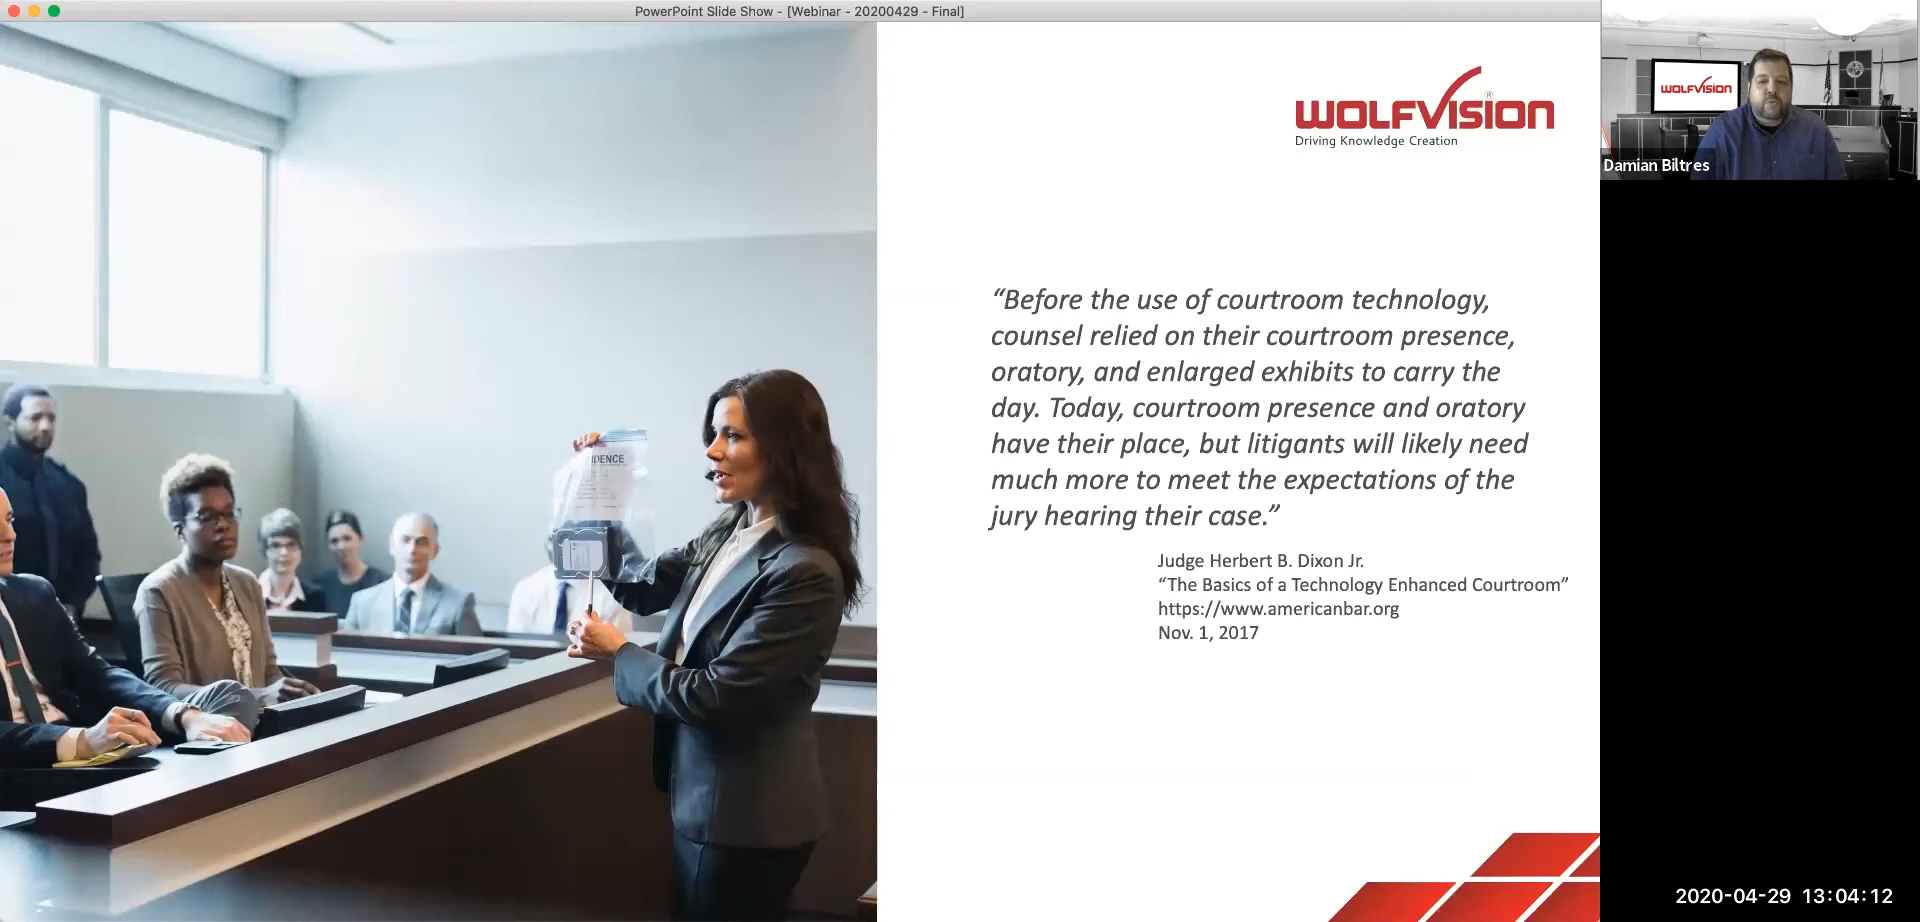 PowerPoint Slide Show - [Webinar - 20200429 - Final]
WOLFVISION
Damian Biltres
WOLFVISION®
Driving Knowledge Creation
“Before the use of courtroom technology,
counsel relied on their courtroom presence,
oratory, and enlarged exhibits to carry the
day. Today, courtroom presence and oratory
have their place, but litigants will likely need
much more to meet the expectations of the
jury hearing their case.”
Judge Herbert B. Dixon Jr.
“The Basics of a Technology Enhanced Courtroom”
https://www.americanbar.org
Nov. 1, 2017
IDENCE
2020-04-29 13:04:12